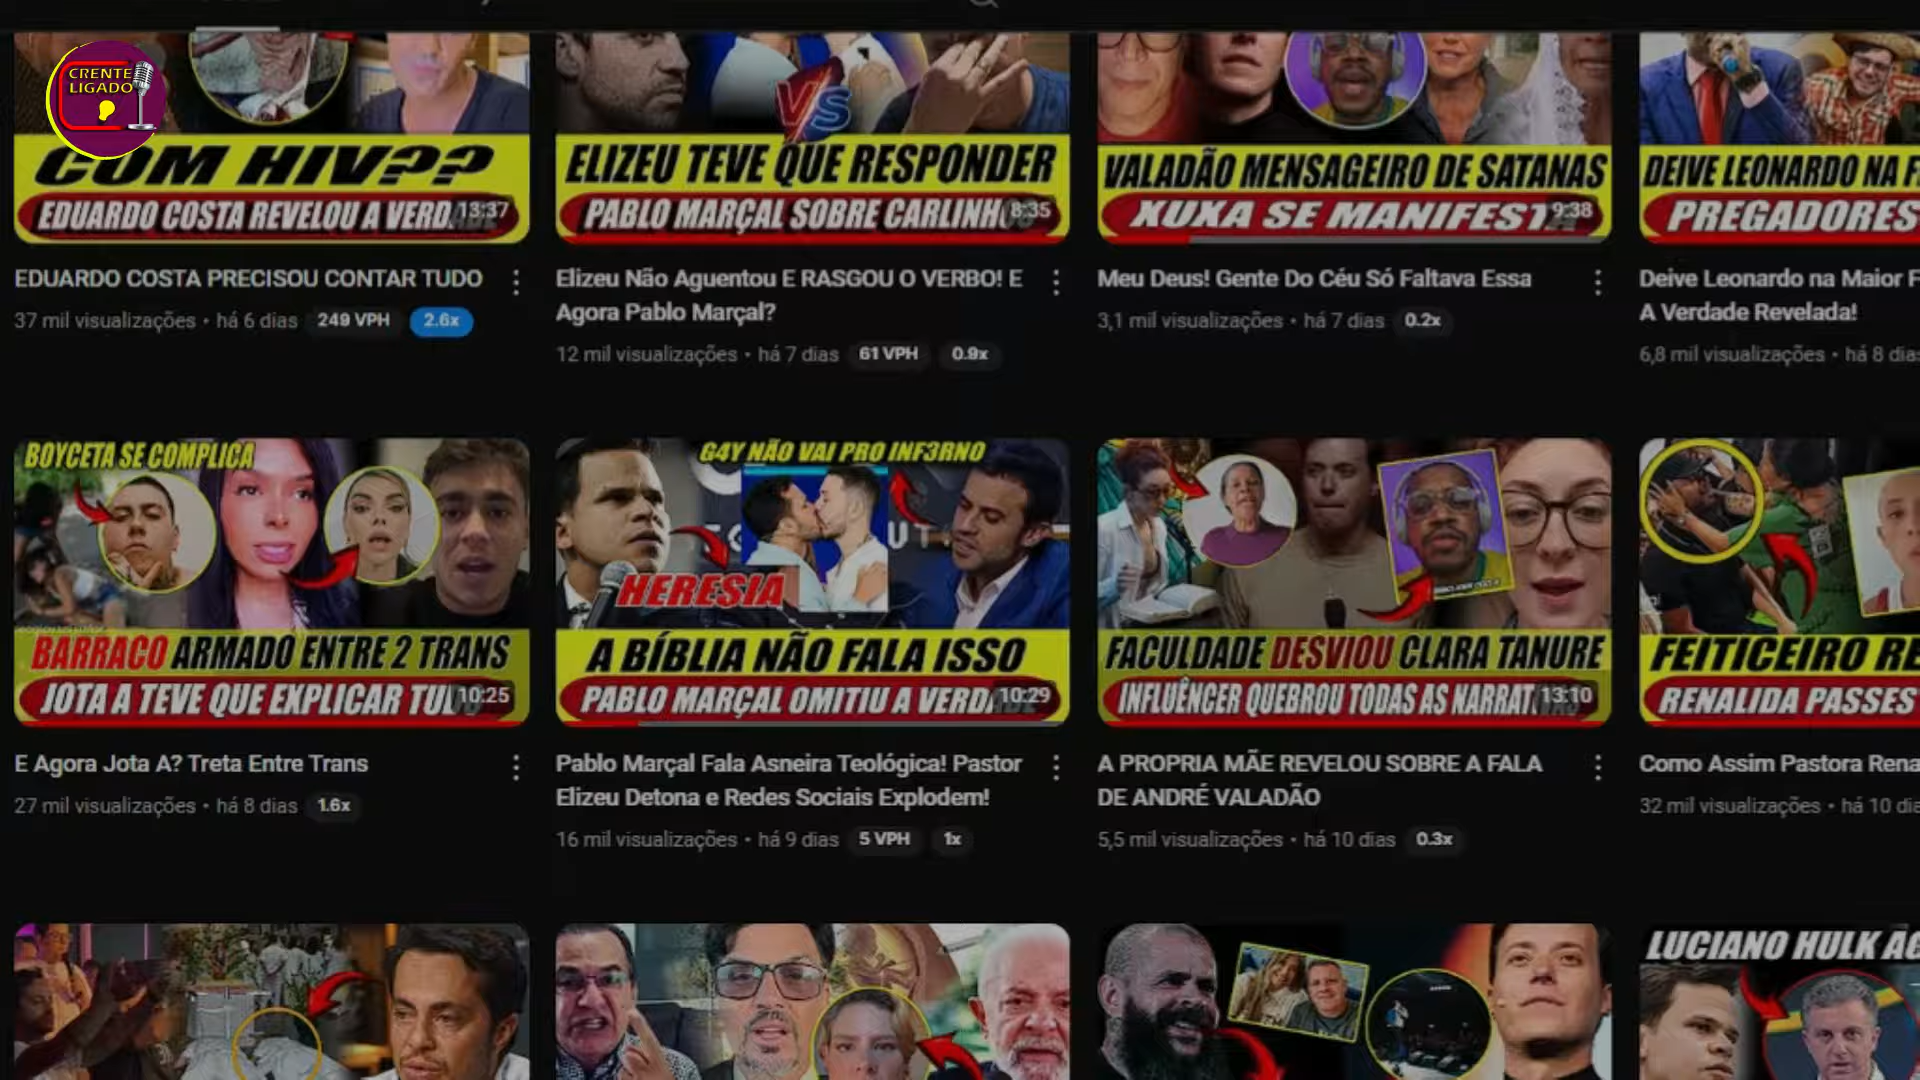 CRENTE
LIGADO
COM HIV??
EDUARDO COSTA REVELOU A VERD
13:37
EDUARDO COSTA PRECISOU CONTAR TUDO
37 mil visualizações • há 6 dias 249 VPH 2.6x
VS
ELIZEU TEVE QUE RESPONDER
PABLO MARÇAL SOBRE CARLINH
8:35
Elizeu Não Aguentou E RASGOU O VERBO! E
Agora Pablo Marçal?
12 mil visualizações • há 7 dias 61 VPH 0.9x
VALADÃO MENSAGEIRO DE SATANAS
XUXA SE MANIFEST
9:38
Meu Deus! Gente Do Céu Só Faltava Essa
3,1 mil visualizações • há 7 dias 0.2x
DEIVE LEONARDO NA F
PREGADORES
Deive Leonardo na Maior F
A Verdade Revelada!
6,8 mil visualizações • há 8 dias
BOYCETA SE COMPLICA
BARRACO ARMADO ENTRE 2 TRANS
JOTA A TEVE QUE EXPLICAR TU
10:25
E Agora Jota A? Treta Entre Trans
27 mil visualizações • há 8 dias 1.6x
G4Y NÃO VAI PRO INF3RNO
HERESIA
A BÍBLIA NÃO FALA ISSO
PABLO MARÇAL OMITIU A VERD
10:29
Pablo Marçal Fala Asneira Teológica! Pastor
Elizeu Detona e Redes Sociais Explodem!
16 mil visualizações • há 9 dias 5 VPH 1x
FACULDADE DESVIOU CLARA TANURE
INFLUÊNCER QUEBROU TODAS AS NARRAT
13:10
A PROPRIA MÃE REVELOU SOBRE A FALA
DE ANDRÉ VALADÃO
5,5 mil visualizações • há 10 dias 0.3x
FEITICEIRO RE
RENALIDA PASSES
Como Assim Pastora Rena
32 mil visualizações • há 10 dia
LUCIANO HULK AC